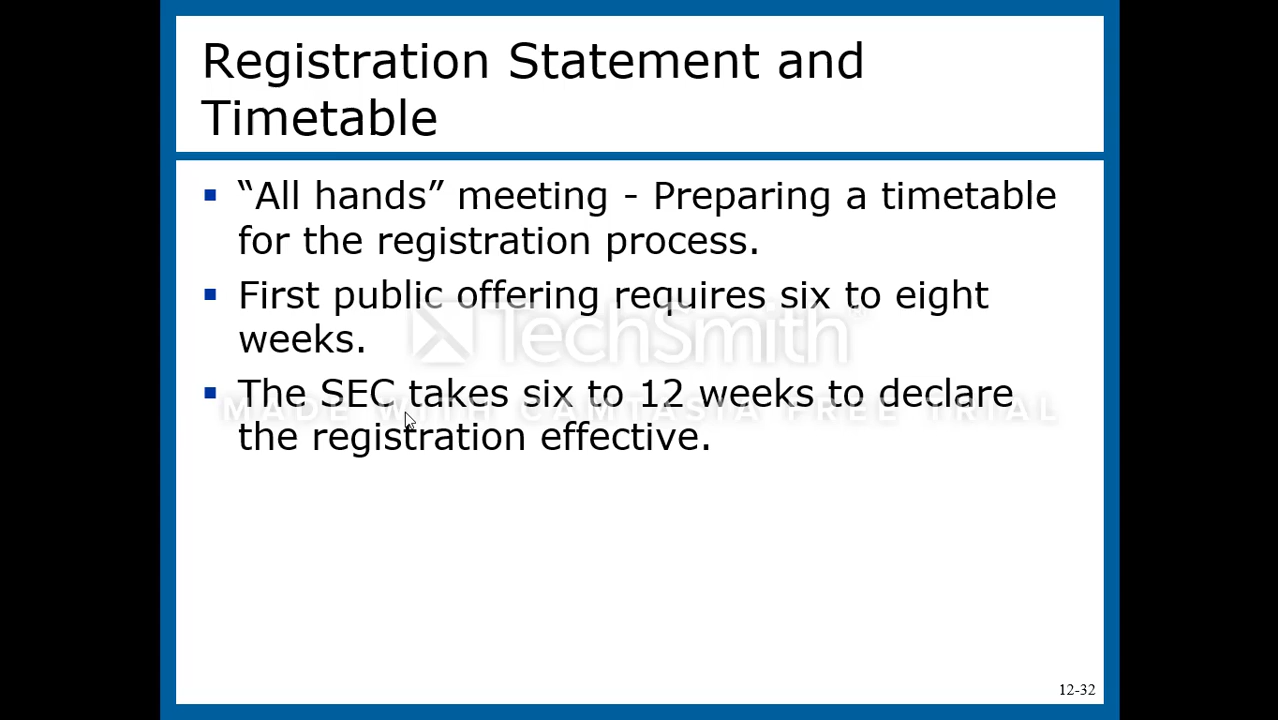 Registration Statement and
Timetable
▪ “All hands” meeting - Preparing a timetable
for the registration process.
▪ First public offering requires six to eight
weeks.
TechSmith
▪ The SEC takes six to 12 weeks to declare
MADE WITH CAMTASIA FREE TRIAL
the registration effective.
12-32